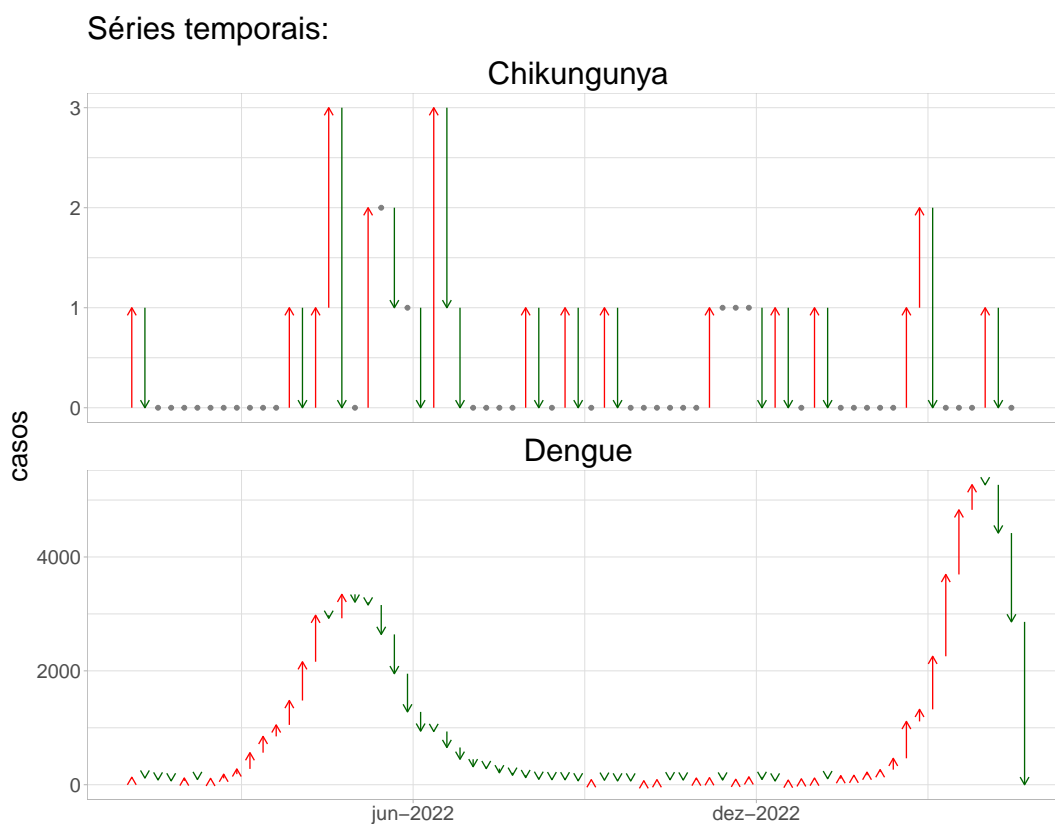 Séries temporais:
Chikungunya
3
2
1
0
casos
Dengue
4000
2000
0
jun−2022
dez−2022